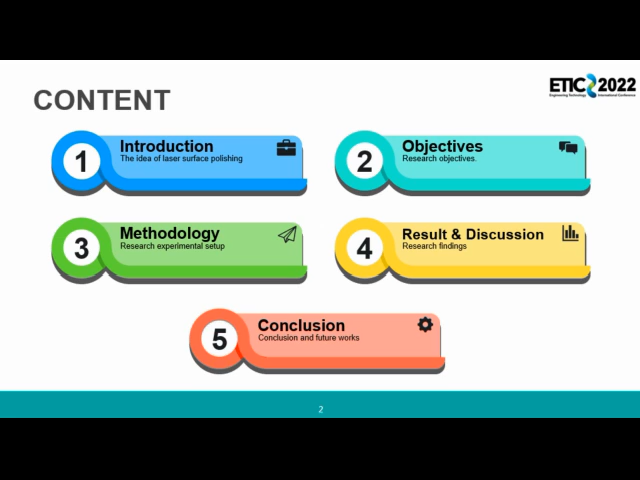 ETIC 2022
Engineering Technology International Conference
CONTENT
1
Introduction
The idea of laser surface polishing
2
Objectives
Research objectives.
3
Methodology
Research experimental setup
4
Result & Discussion
Research findings
5
Conclusion
Conclusion and future works
2